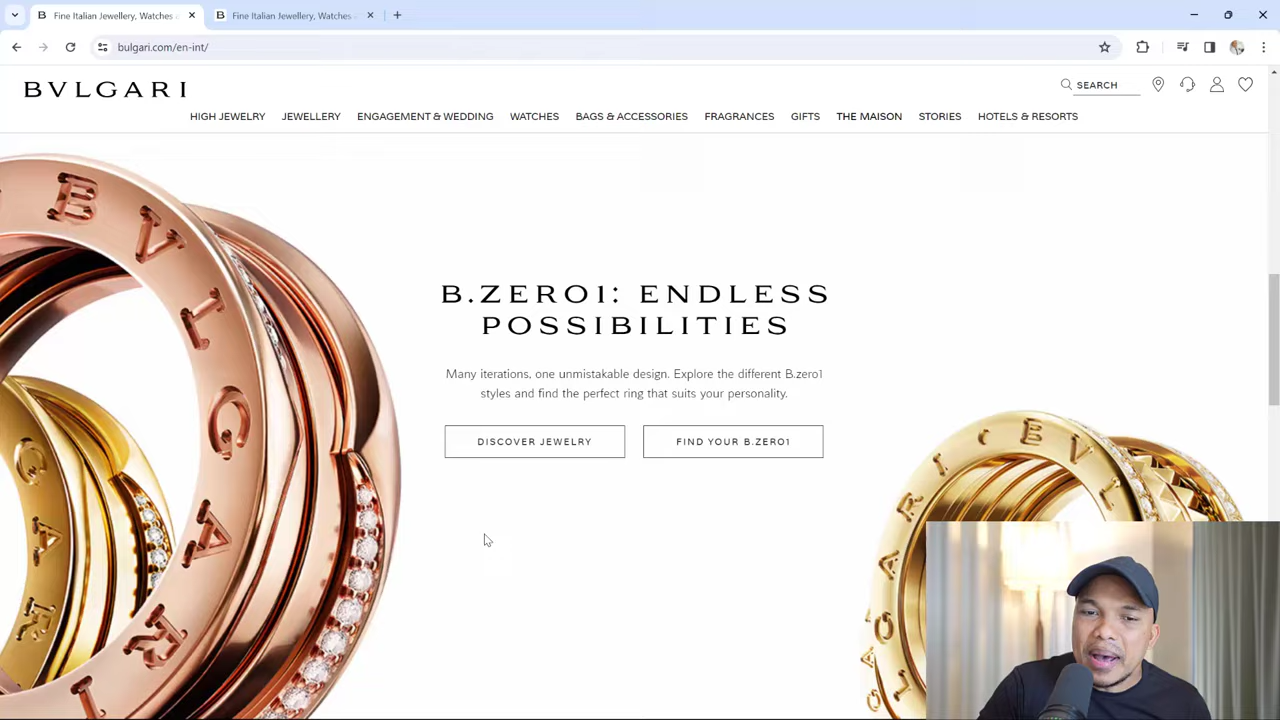 Fine Italian Jewellery, Watches
Fine Italian Jewellery, Watches
bulgari.com/en-int/
BVLGARI
SEARCH
HIGH JEWELRY JEWELLERY ENGAGEMENT & WEDDING WATCHES BAGS & ACCESSORIES FRAGRANCES GIFTS THE MAISON STORIES HOTELS & RESORTS
B.ZERO1: ENDLESS
POSSIBILITIES
Many iterations, one unmistakable design. Explore the different B.zero1
styles and find the perfect ring that suits your personality.
DISCOVER JEWELRY FIND YOUR B.ZERO1
BVLGARI